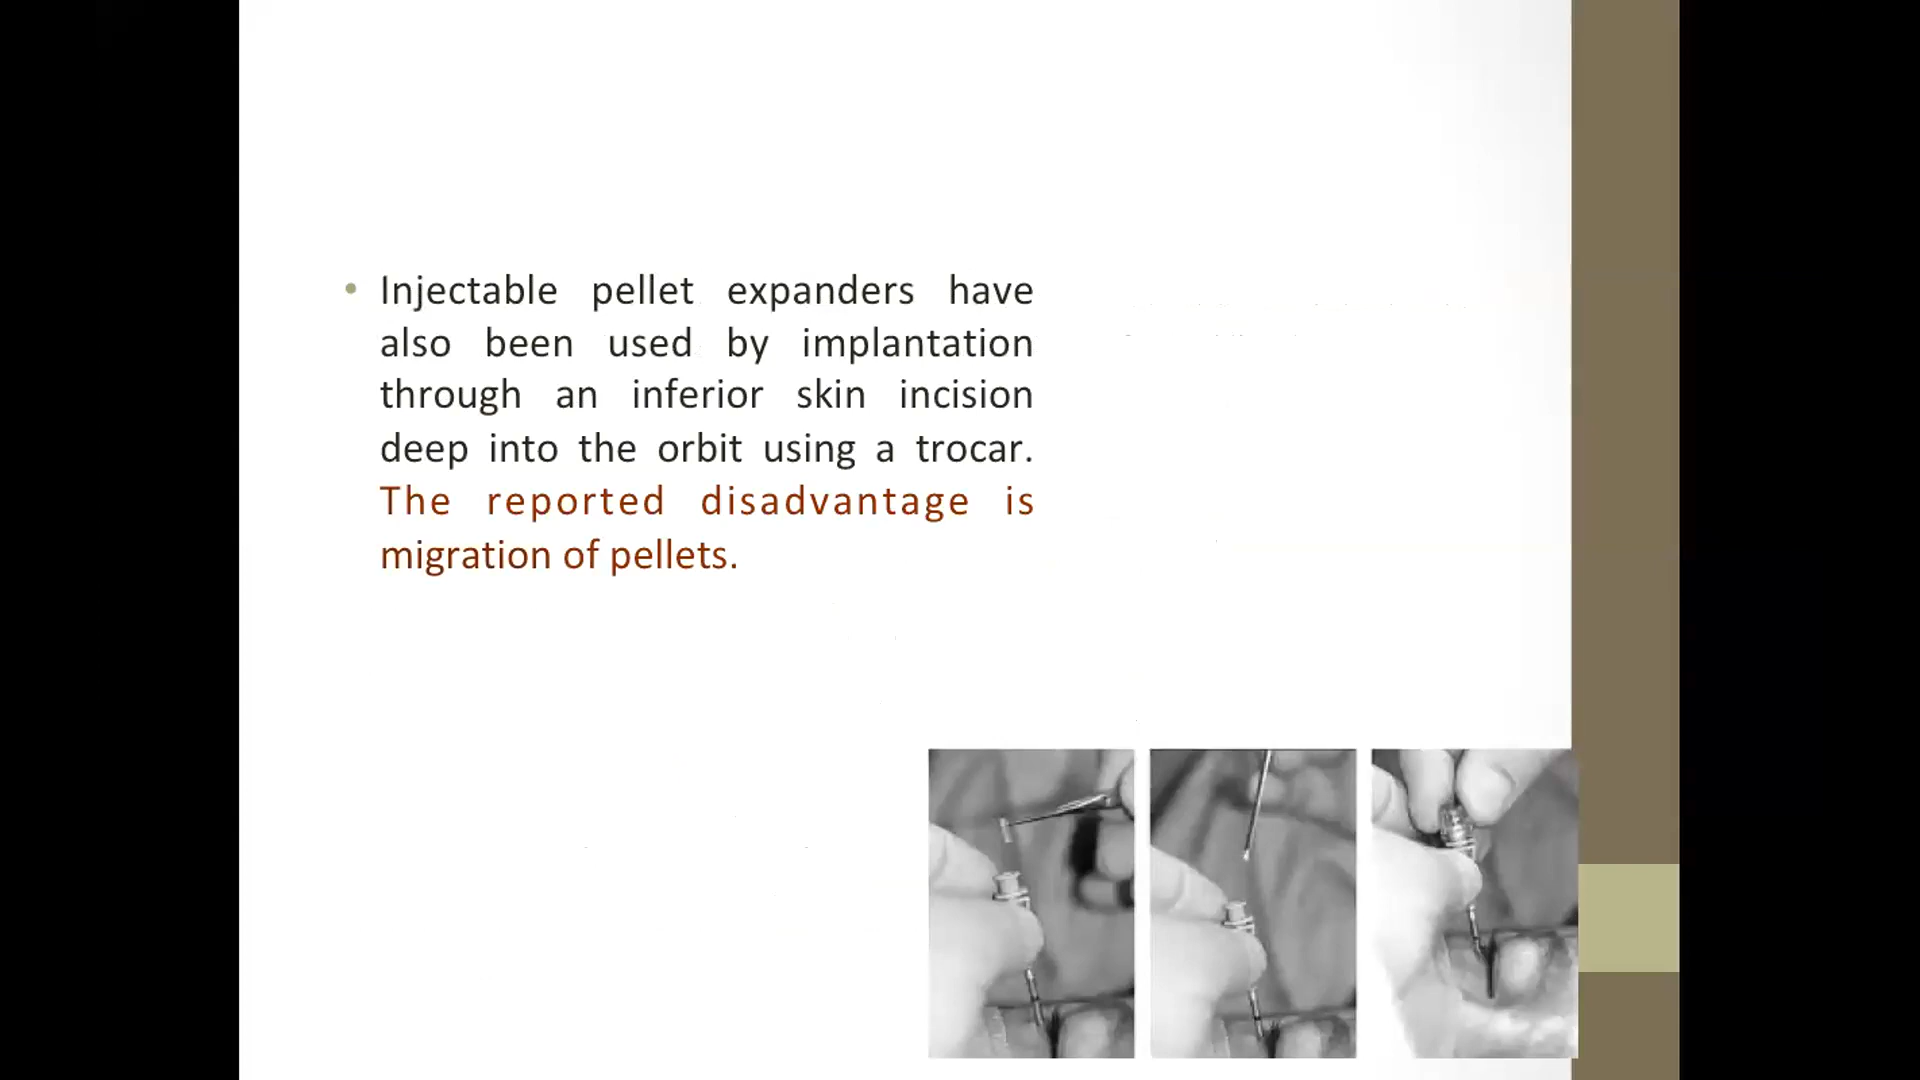 • Injectable pellet expanders have
also been used by implantation
through an inferior skin incision
deep into the orbit using a trocar.
The reported disadvantage is
migration of pellets.